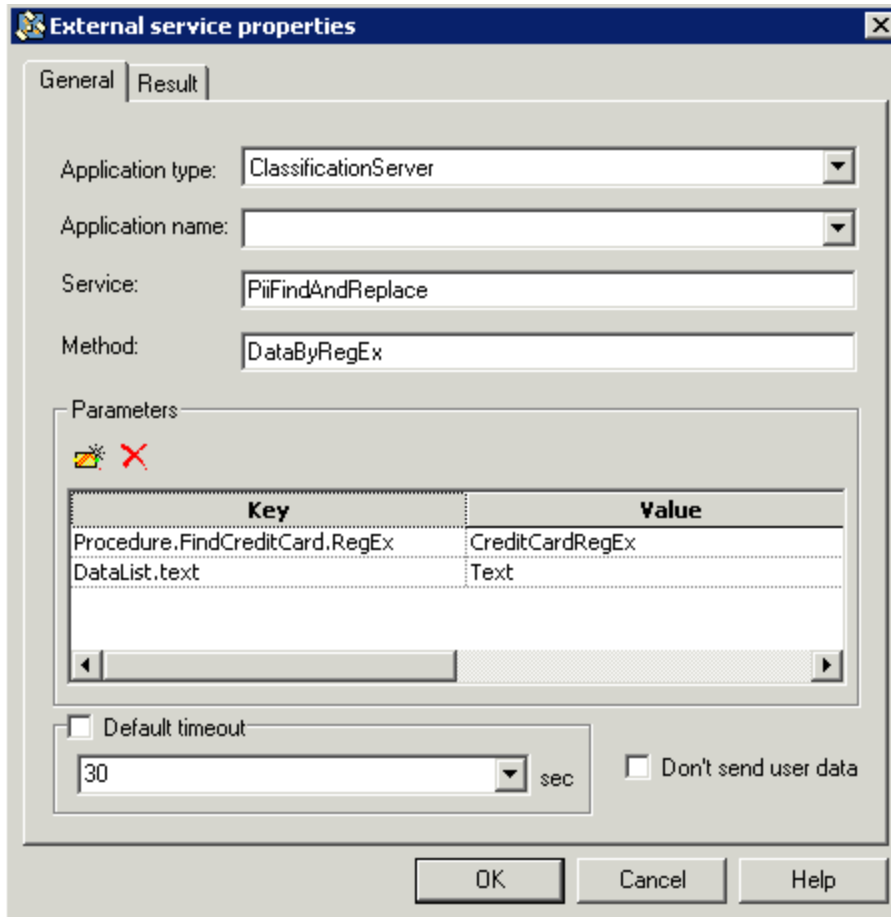 External service properties
General Result
Application type: ClassificationServer
Application name:
Service: PiiFindAndReplace
Method: DataByRegEx
Parameters
Key Value
Procedure.FindCreditCard.RegEx CreditCardRegEx
DataList.text Text
Default timeout
30 sec Don't send user data
OK Cancel Help